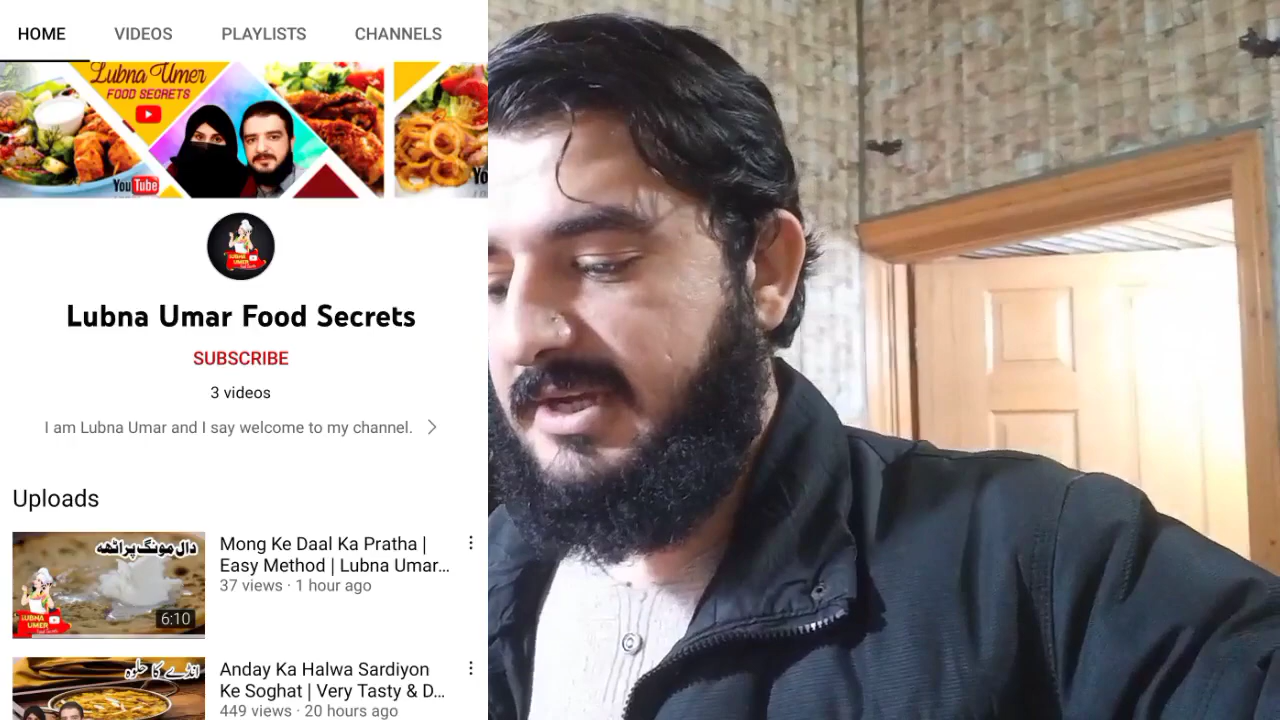 HOME VIDEOS PLAYLISTS CHANNELS
Lubna Umer
FOOD SECRETS
YouTube
Lubna Umar Food Secrets
SUBSCRIBE
3 videos
I am Lubna Umar and I say welcome to my channel.
Uploads
دال مونگ پراٹھہ
LUBNA
UMER
6:10
Mong Ke Daal Ka Pratha |
Easy Method | Lubna Umar...
37 views · 1 hour ago
انڈے کا حلوہ
Anday Ka Halwa Sardiyon
Ke Soghat | Very Tasty & D...
449 views · 20 hours ago